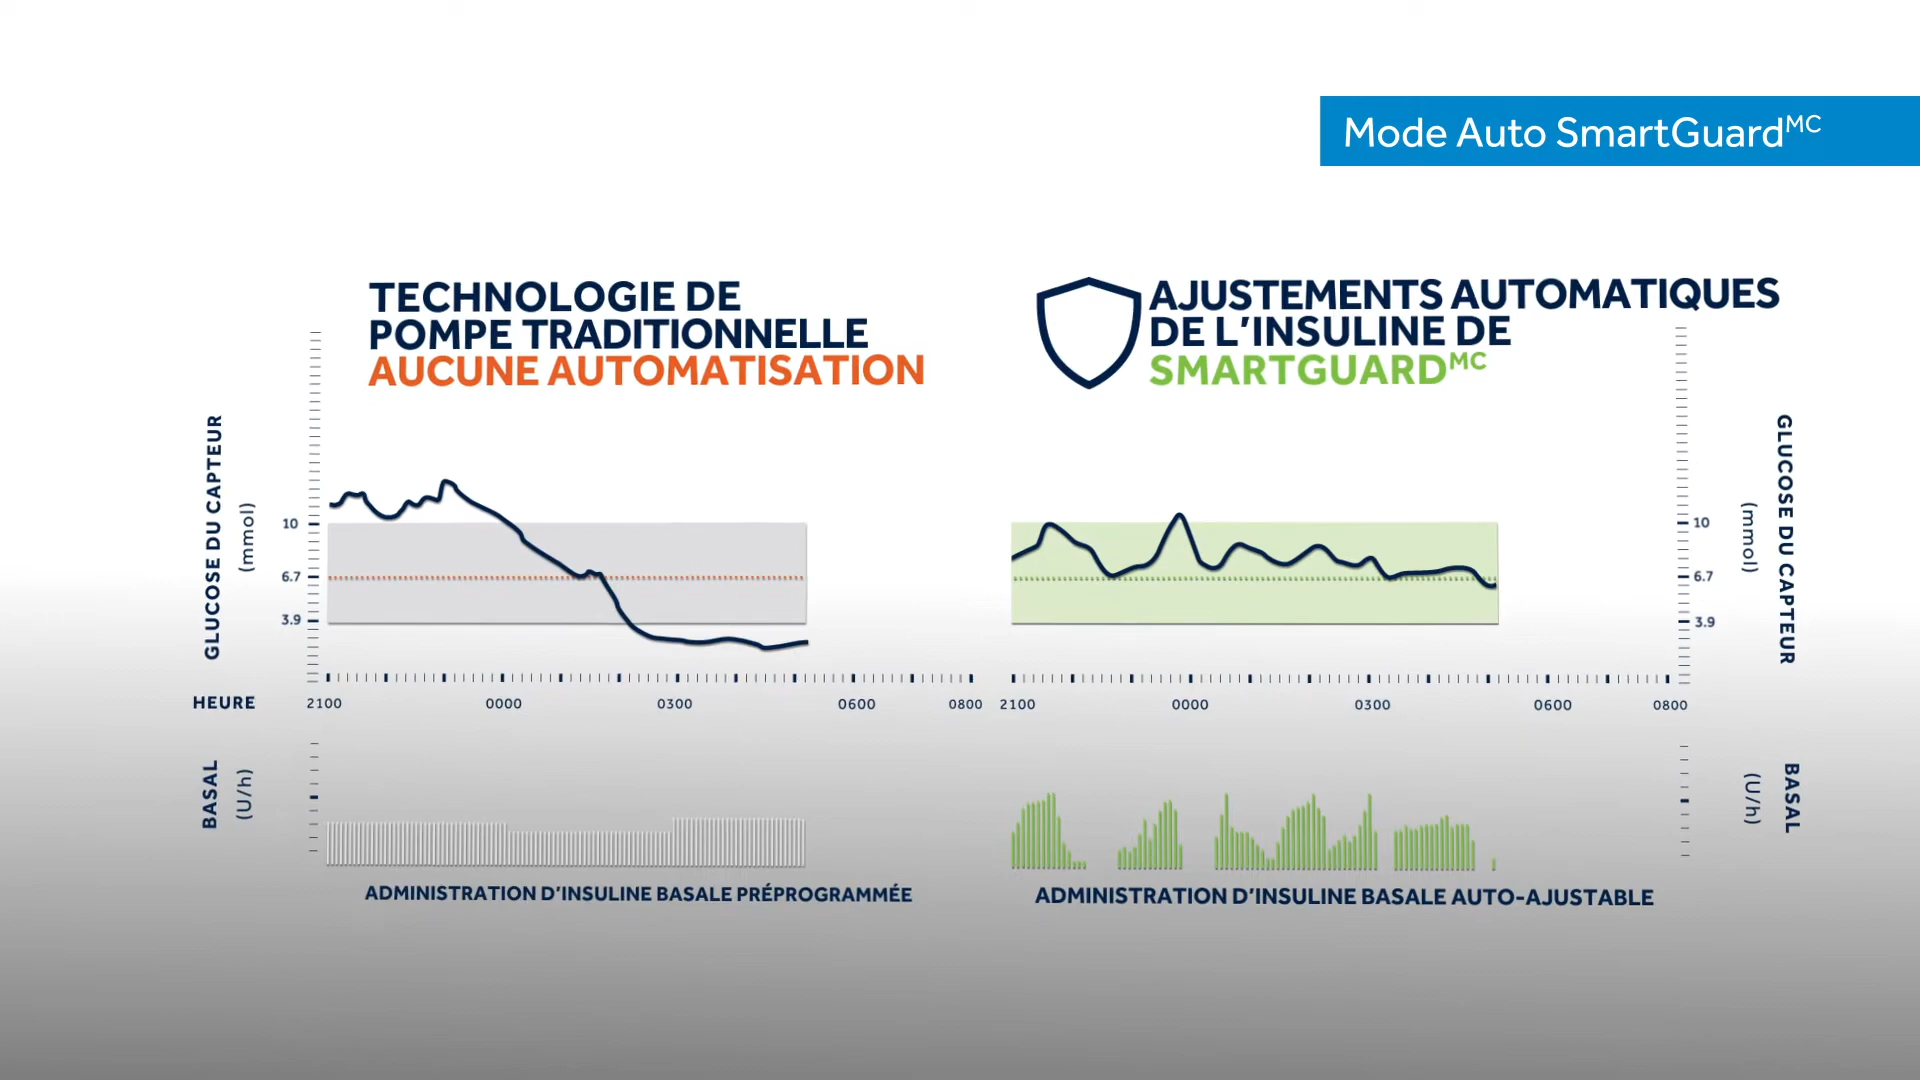 Mode Auto SmartGuardMC
TECHNOLOGIE DE
POMPE TRADITIONNELLE
AUCUNE AUTOMATISATION
AJUSTEMENTS AUTOMATIQUES
DE L'INSULINE DE
SMARTGUARDMC
GLUCOSE DU CAPTEUR
(mmol)
10
6.7
3.9
10
6.7
3.9
GLUCOSE DU CAPTEUR
(mmol)
HEURE
2100 0000 0300 0600 0800
2100 0000 0300 0600 0800
BASAL
(U/h)
BASAL
(U/h)
ADMINISTRATION D'INSULINE BASALE PRÉPROGRAMMÉE
ADMINISTRATION D'INSULINE BASALE AUTO-AJUSTABLE